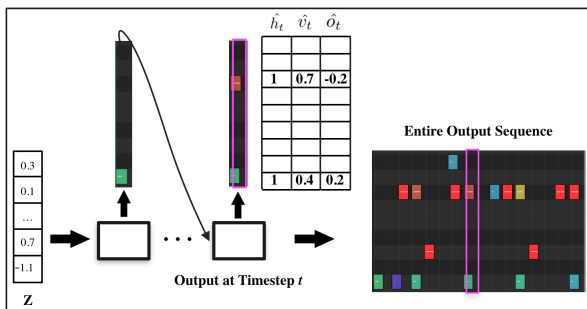 ĥ_t v̂_t ô_t
1 0.7 -0.2
1 0.4 0.2
Entire Output Sequence
0.3
0.1
...
0.7
-1.1
Z
. . .
Output at Timestep t